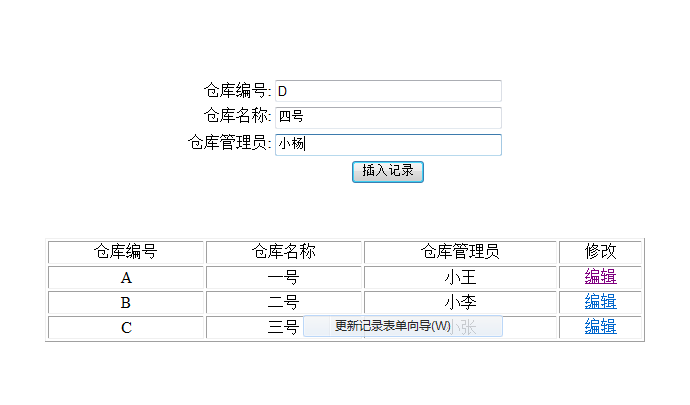 仓库编号: D
仓库名称: 四号
仓库管理员: 小杨
插入记录
仓库编号 仓库名称 仓库管理员 修改
A 一号 小王 编辑
B 二号 小李 编辑
C 三号 更新记录表单向导(W) 小张 编辑